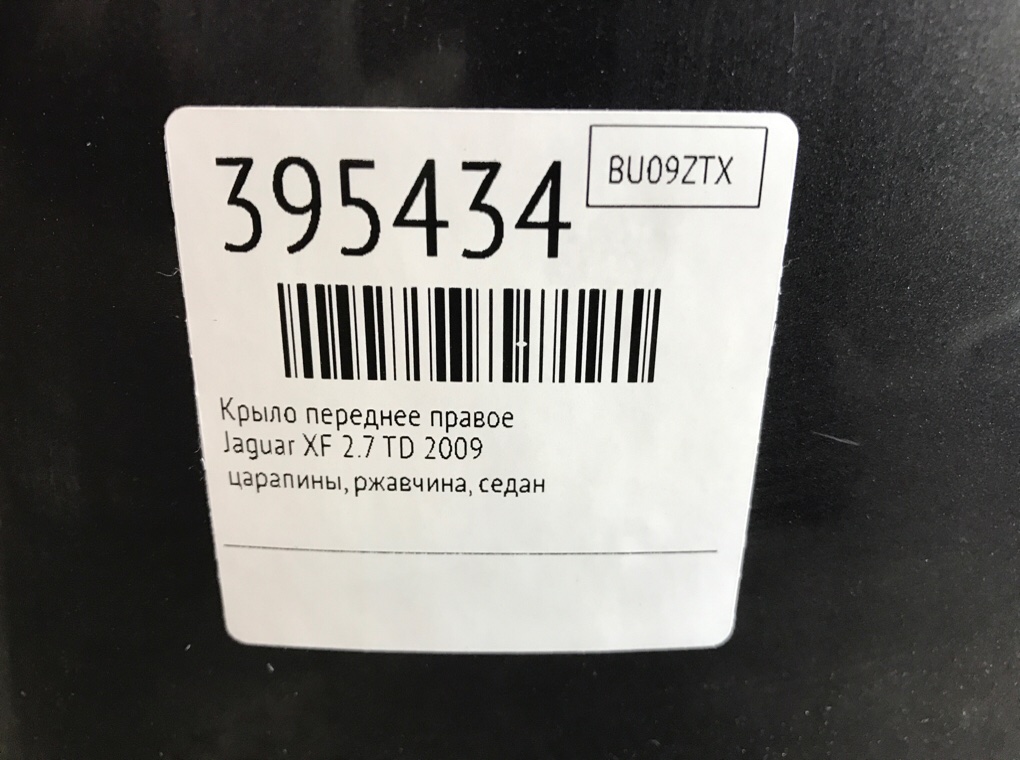 395434
BU09ZTX
Крыло переднее правое
Jaguar XF 2.7 TD 2009
царапины, ржавчина, седан